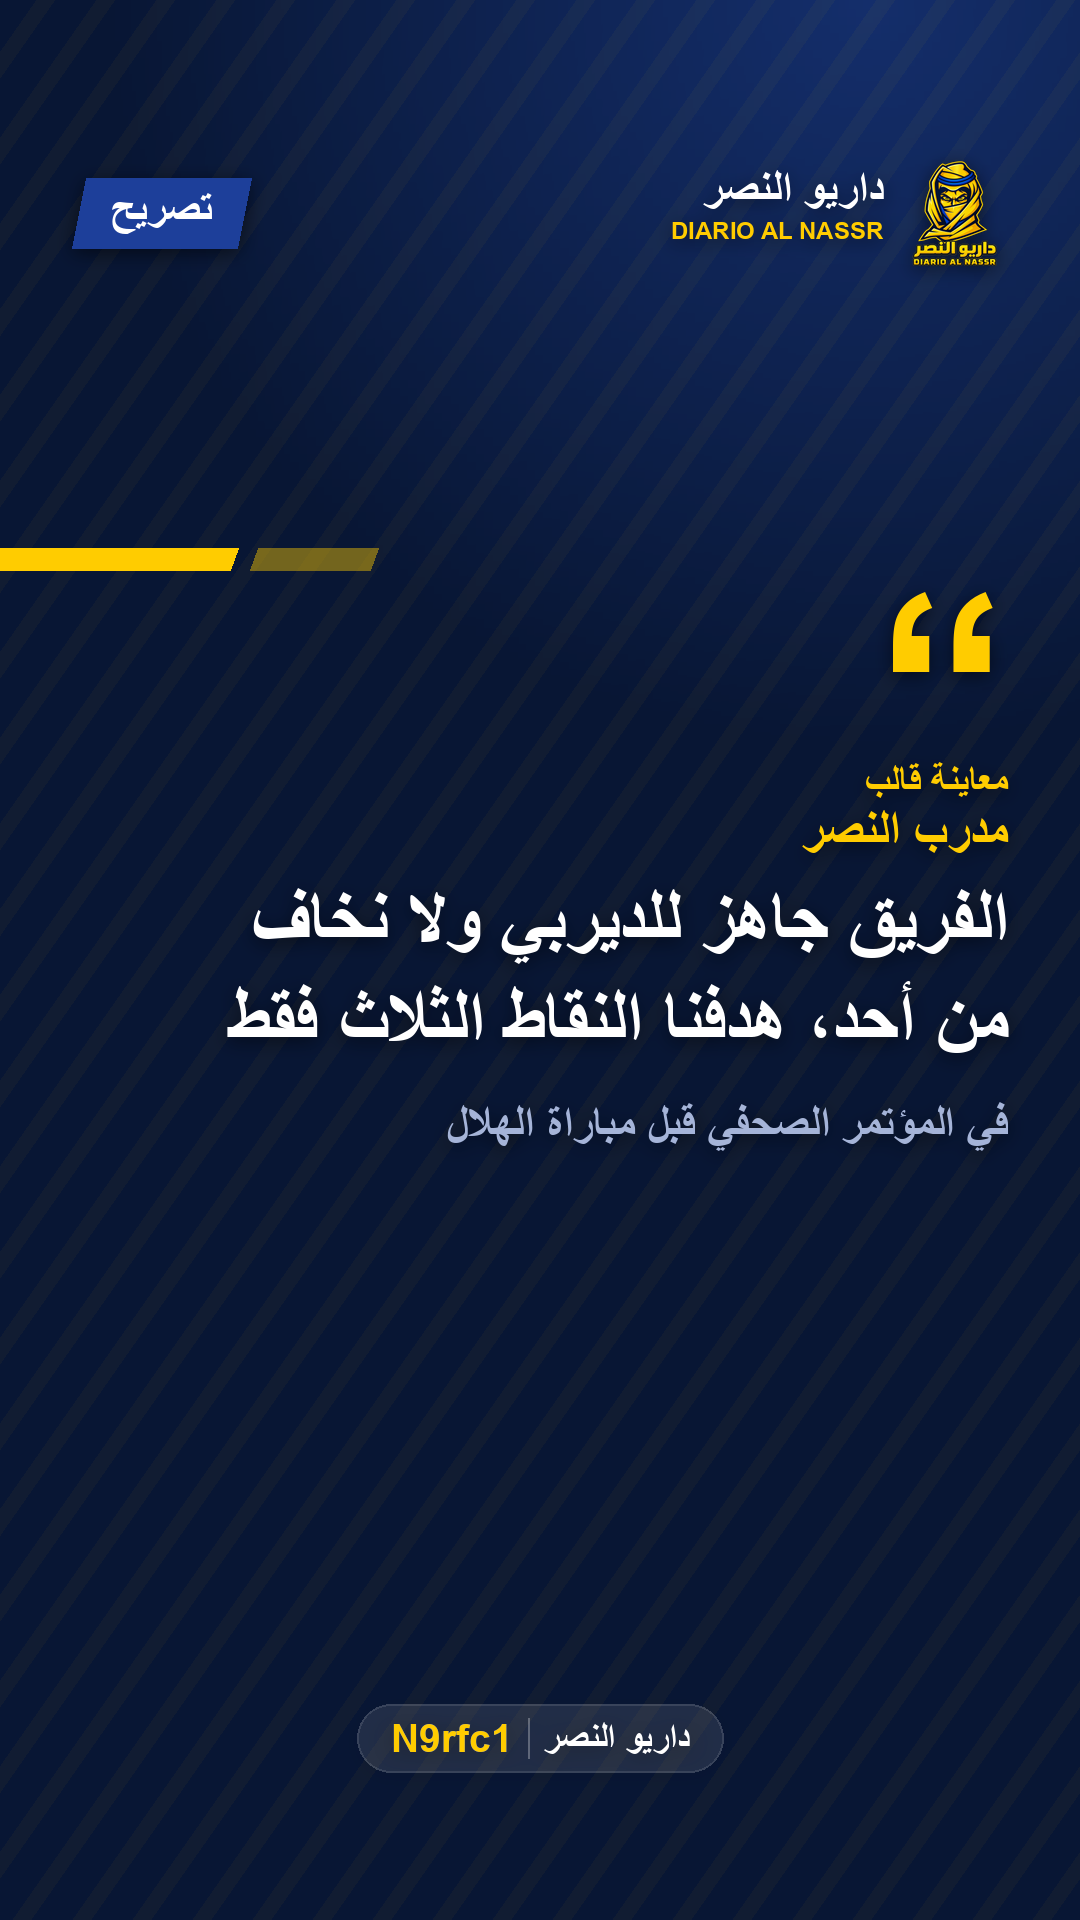 داريو النصر
DIARIO AL NASSR
داريو النصر
DIARIO AL NASSR
تصريح
معاينة قالب
مدرب النصر
الفريق جاهز للديربي ولا نخاف
من أحد، هدفنا النقاط الثلاث فقط
في المؤتمر الصحفي قبل مباراة الهلال
داريو النصر | N9rfc1